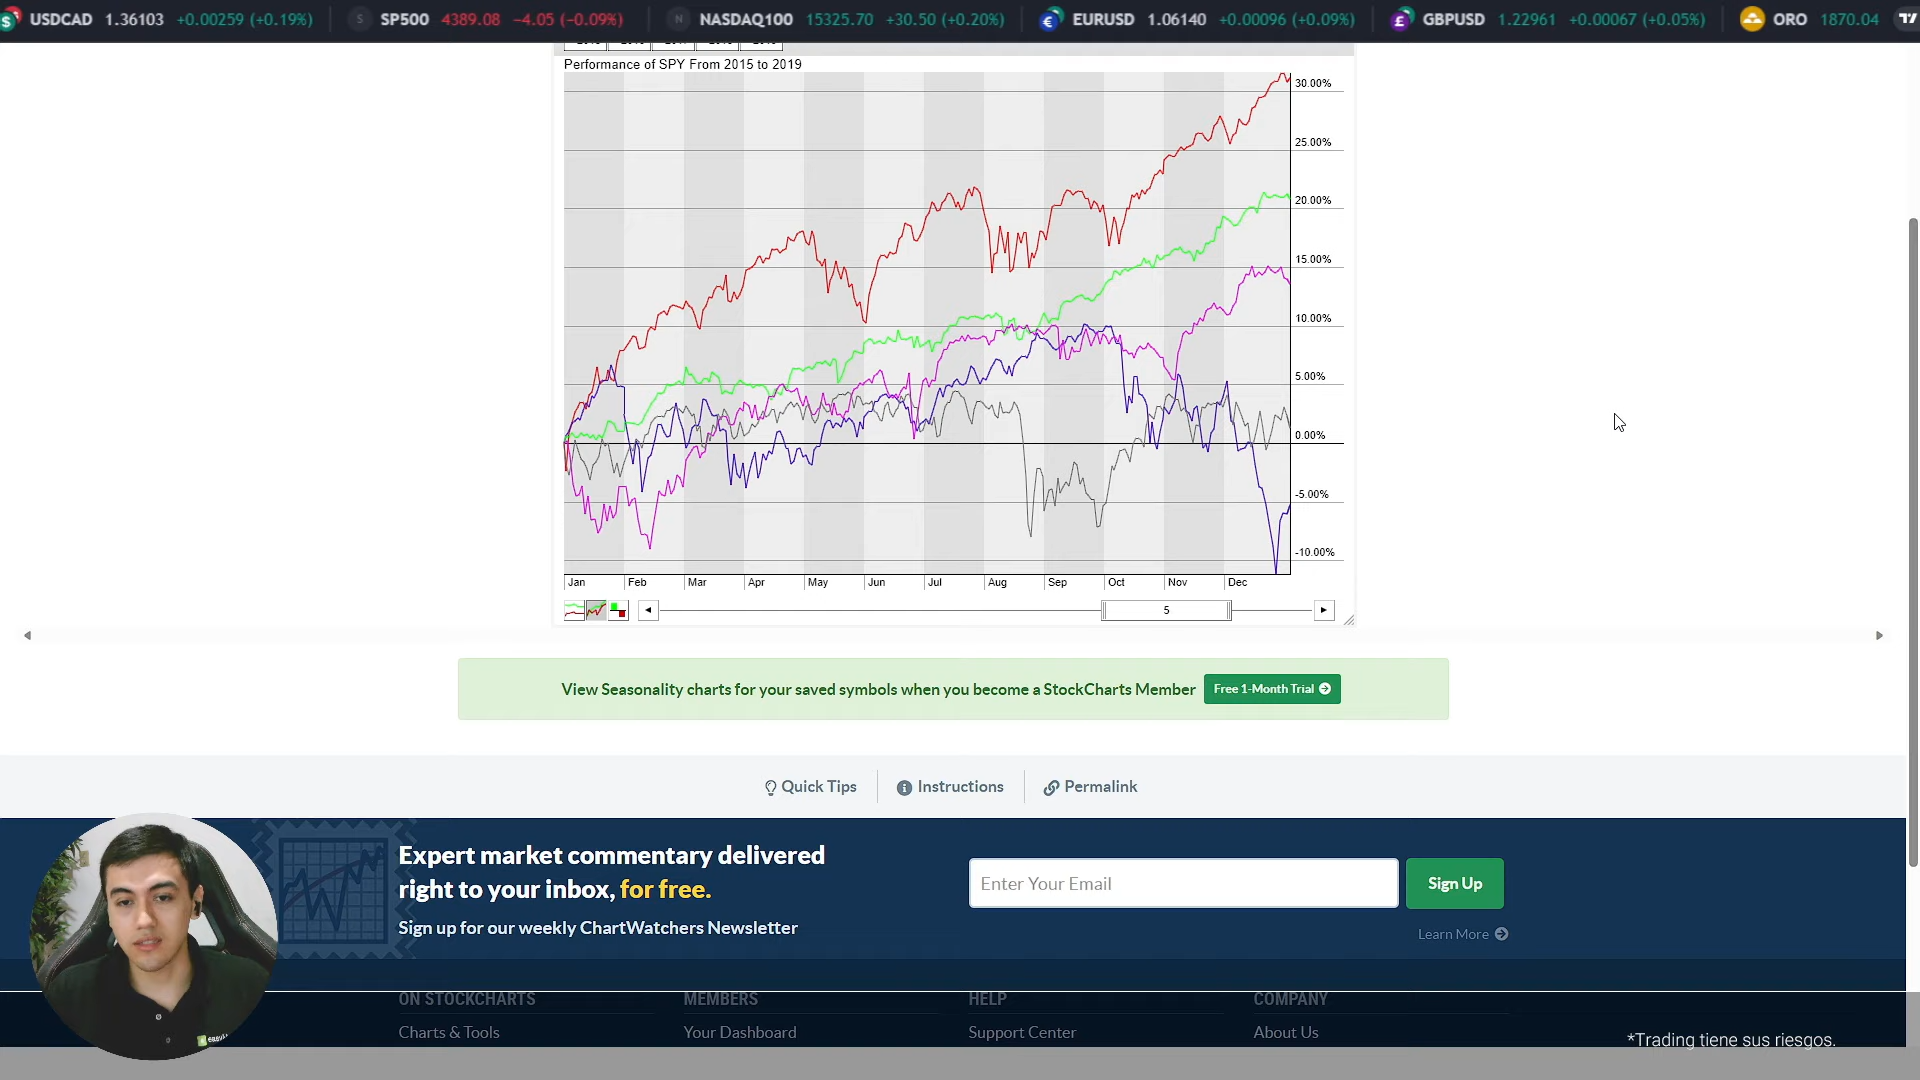 USDCAD 1.36103 +0.00259 (+0.19%) S SP500 4389.08 −4.05 (−0.09%) N NASDAQ100 15325.70 +30.50 (+0.20%) EURUSD 1.06140 +0.00096 (+0.09%) GBPUSD 1.22961 +0.00067 (+0.05%) ORO 1870.04
Performance of SPY From 2015 to 2019
30.00%
25.00%
20.00%
15.00%
10.00%
5.00%
0.00%
-5.00%
-10.00%
Jan Feb Mar Apr May Jun Jul Aug Sep Oct Nov Dec
5
View Seasonality charts for your saved symbols when you become a StockCharts Member Free 1-Month Trial
Quick Tips Instructions Permalink
Expert market commentary delivered
right to your inbox, for free.
Sign up for our weekly ChartWatchers Newsletter
Enter Your Email Sign Up
Learn More
ON STOCKCHARTS MEMBERS HELP COMPANY
Charts & Tools Your Dashboard Support Center About Us
*Trading tiene sus riesgos.